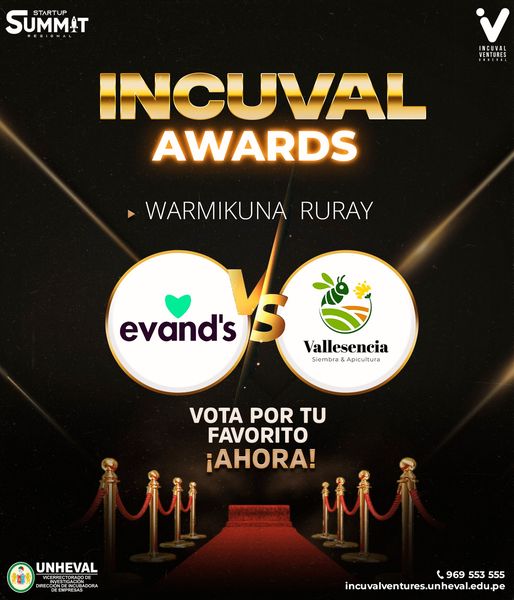 STARTUP
SUMMIT
REGIONAL
INCUVAL
VENTURES
UNHEVAL
INCUVAL
AWARDS
WARMIKUNA RURAY
evand's
VS
Vallesencia
Siembra & Apicultura
VOTA POR TU
FAVORITO
¡AHORA!
UNHEVAL
VICERRECTORADO DE
INVESTIGACIÓN
DIRECCIÓN DE INCUBADORA
DE EMPRESAS
969 553 555
incuvalventures.unheval.edu.pe